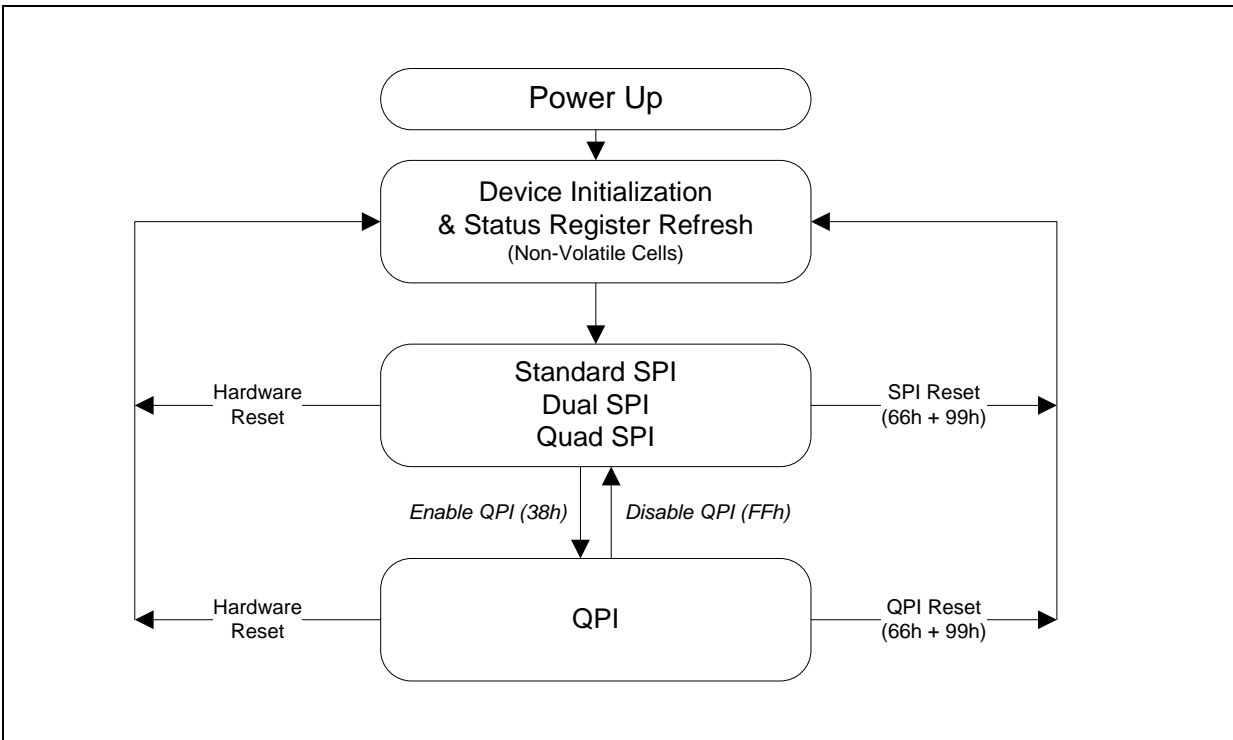 Power Up
Device Initialization
& Status Register Refresh
(Non-Volatile Cells)
Standard SPI
Dual SPI
Quad SPI
Hardware
Reset
SPI Reset
(66h + 99h)
Enable QPI (38h)
Disable QPI (FFh)
QPI
Hardware
Reset
QPI Reset
(66h + 99h)